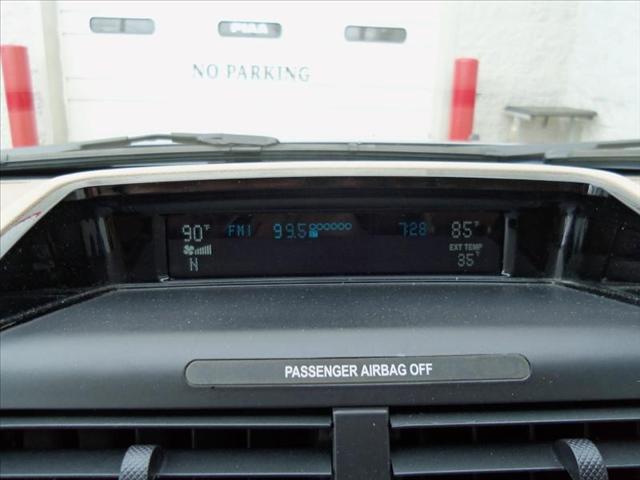 PIAA
NO PARKING
90°F FM1 99.5 7:28 85°F
EXT TEMP
N 35°F
PASSENGER AIRBAG OFF